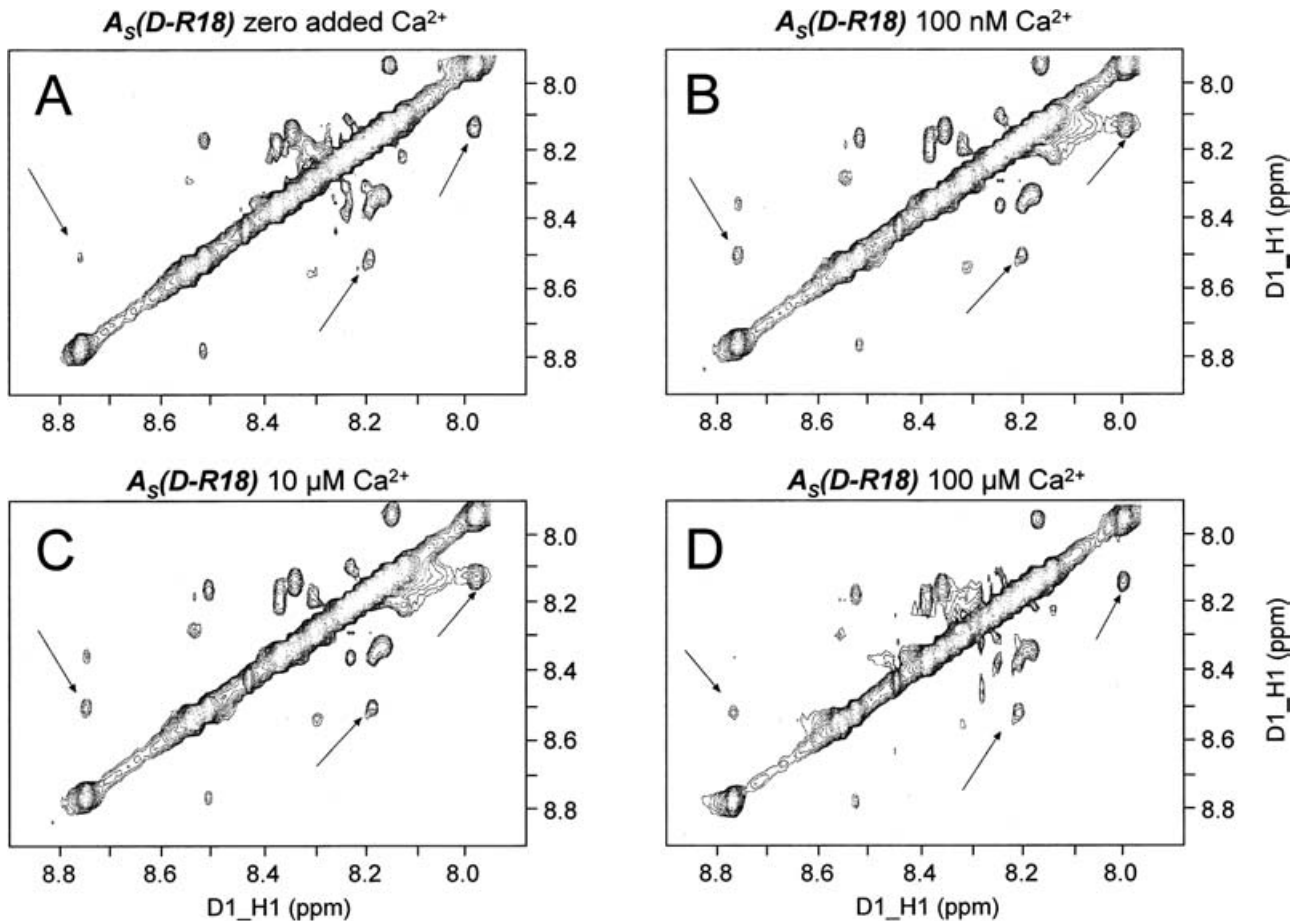 As(D-R18) zero added Ca²⁺
As(D-R18) 100 nM Ca²⁺
A
8.0
8.2
8.4
8.6
8.8
8.8 8.6 8.4 8.2 8.0
B
8.0
8.2
8.4
8.6
8.8
D1_H1 (ppm)
8.8 8.6 8.4 8.2 8.0
As(D-R18) 10 µM Ca²⁺
As(D-R18) 100 µM Ca²⁺
C
8.0
8.2
8.4
8.6
8.8
8.8 8.6 8.4 8.2 8.0
D1_H1 (ppm)
D
8.0
8.2
8.4
8.6
8.8
D1_H1 (ppm)
8.8 8.6 8.4 8.2 8.0
D1_H1 (ppm)